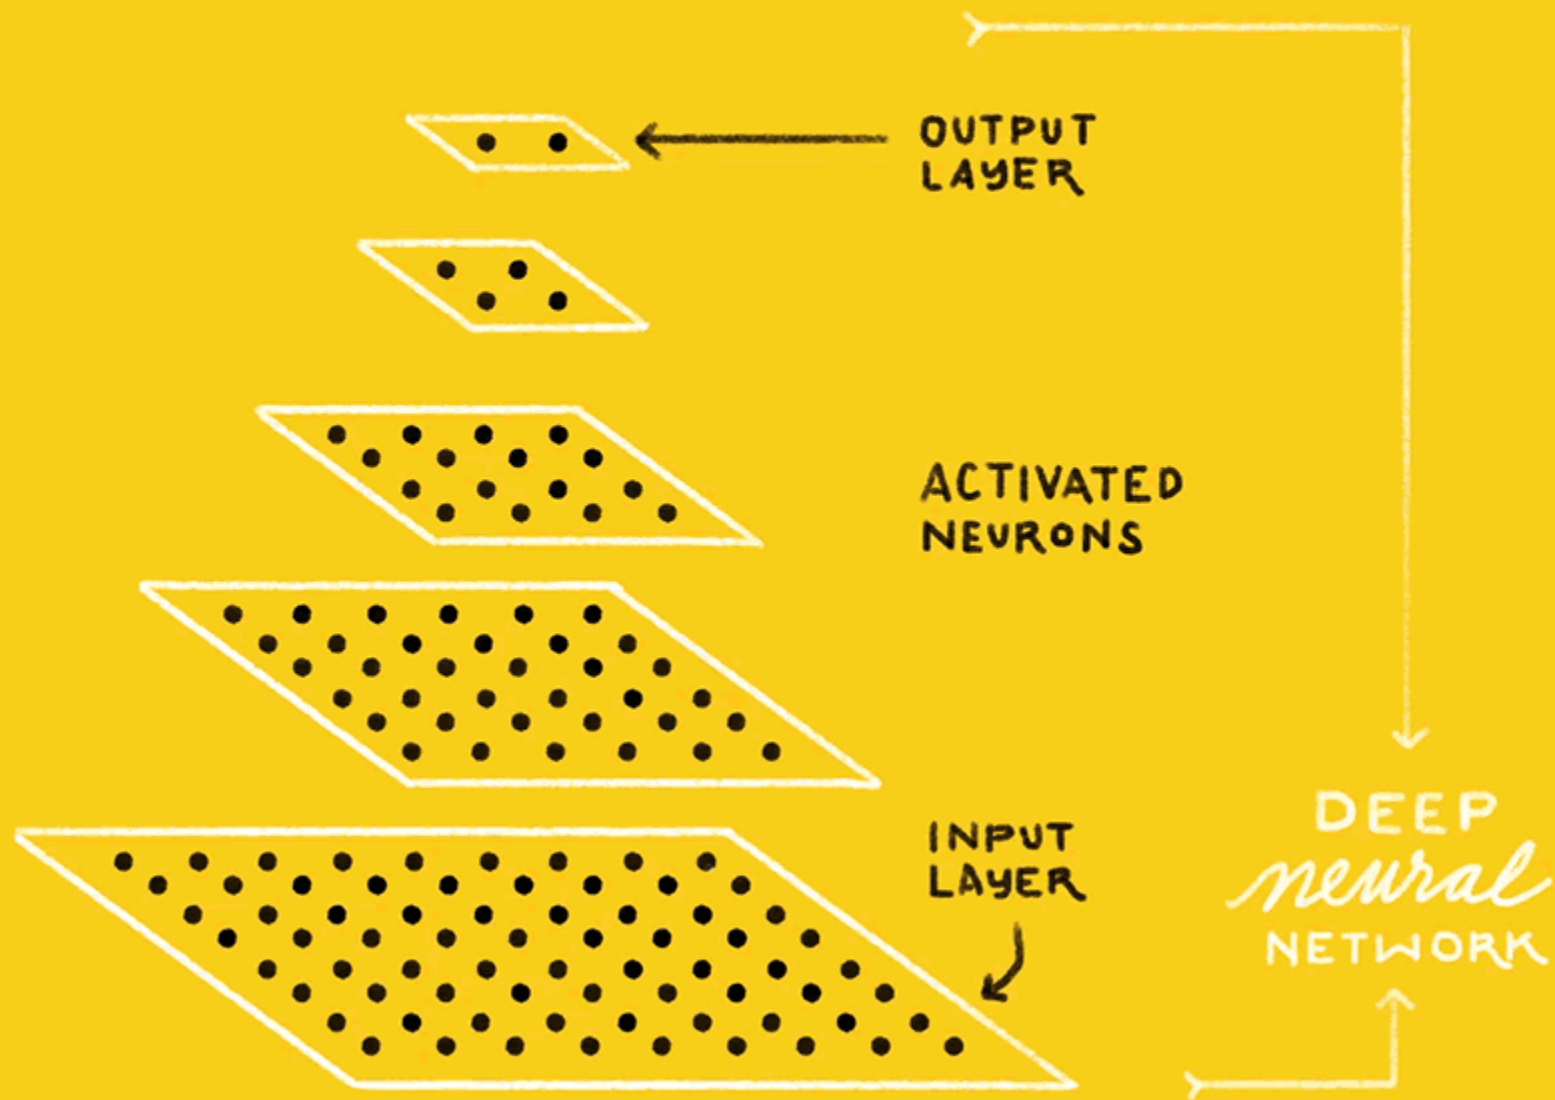 OUTPUT
LAYER
ACTIVATED
NEURONS
INPUT
LAYER
DEEP
neural
NETWORK